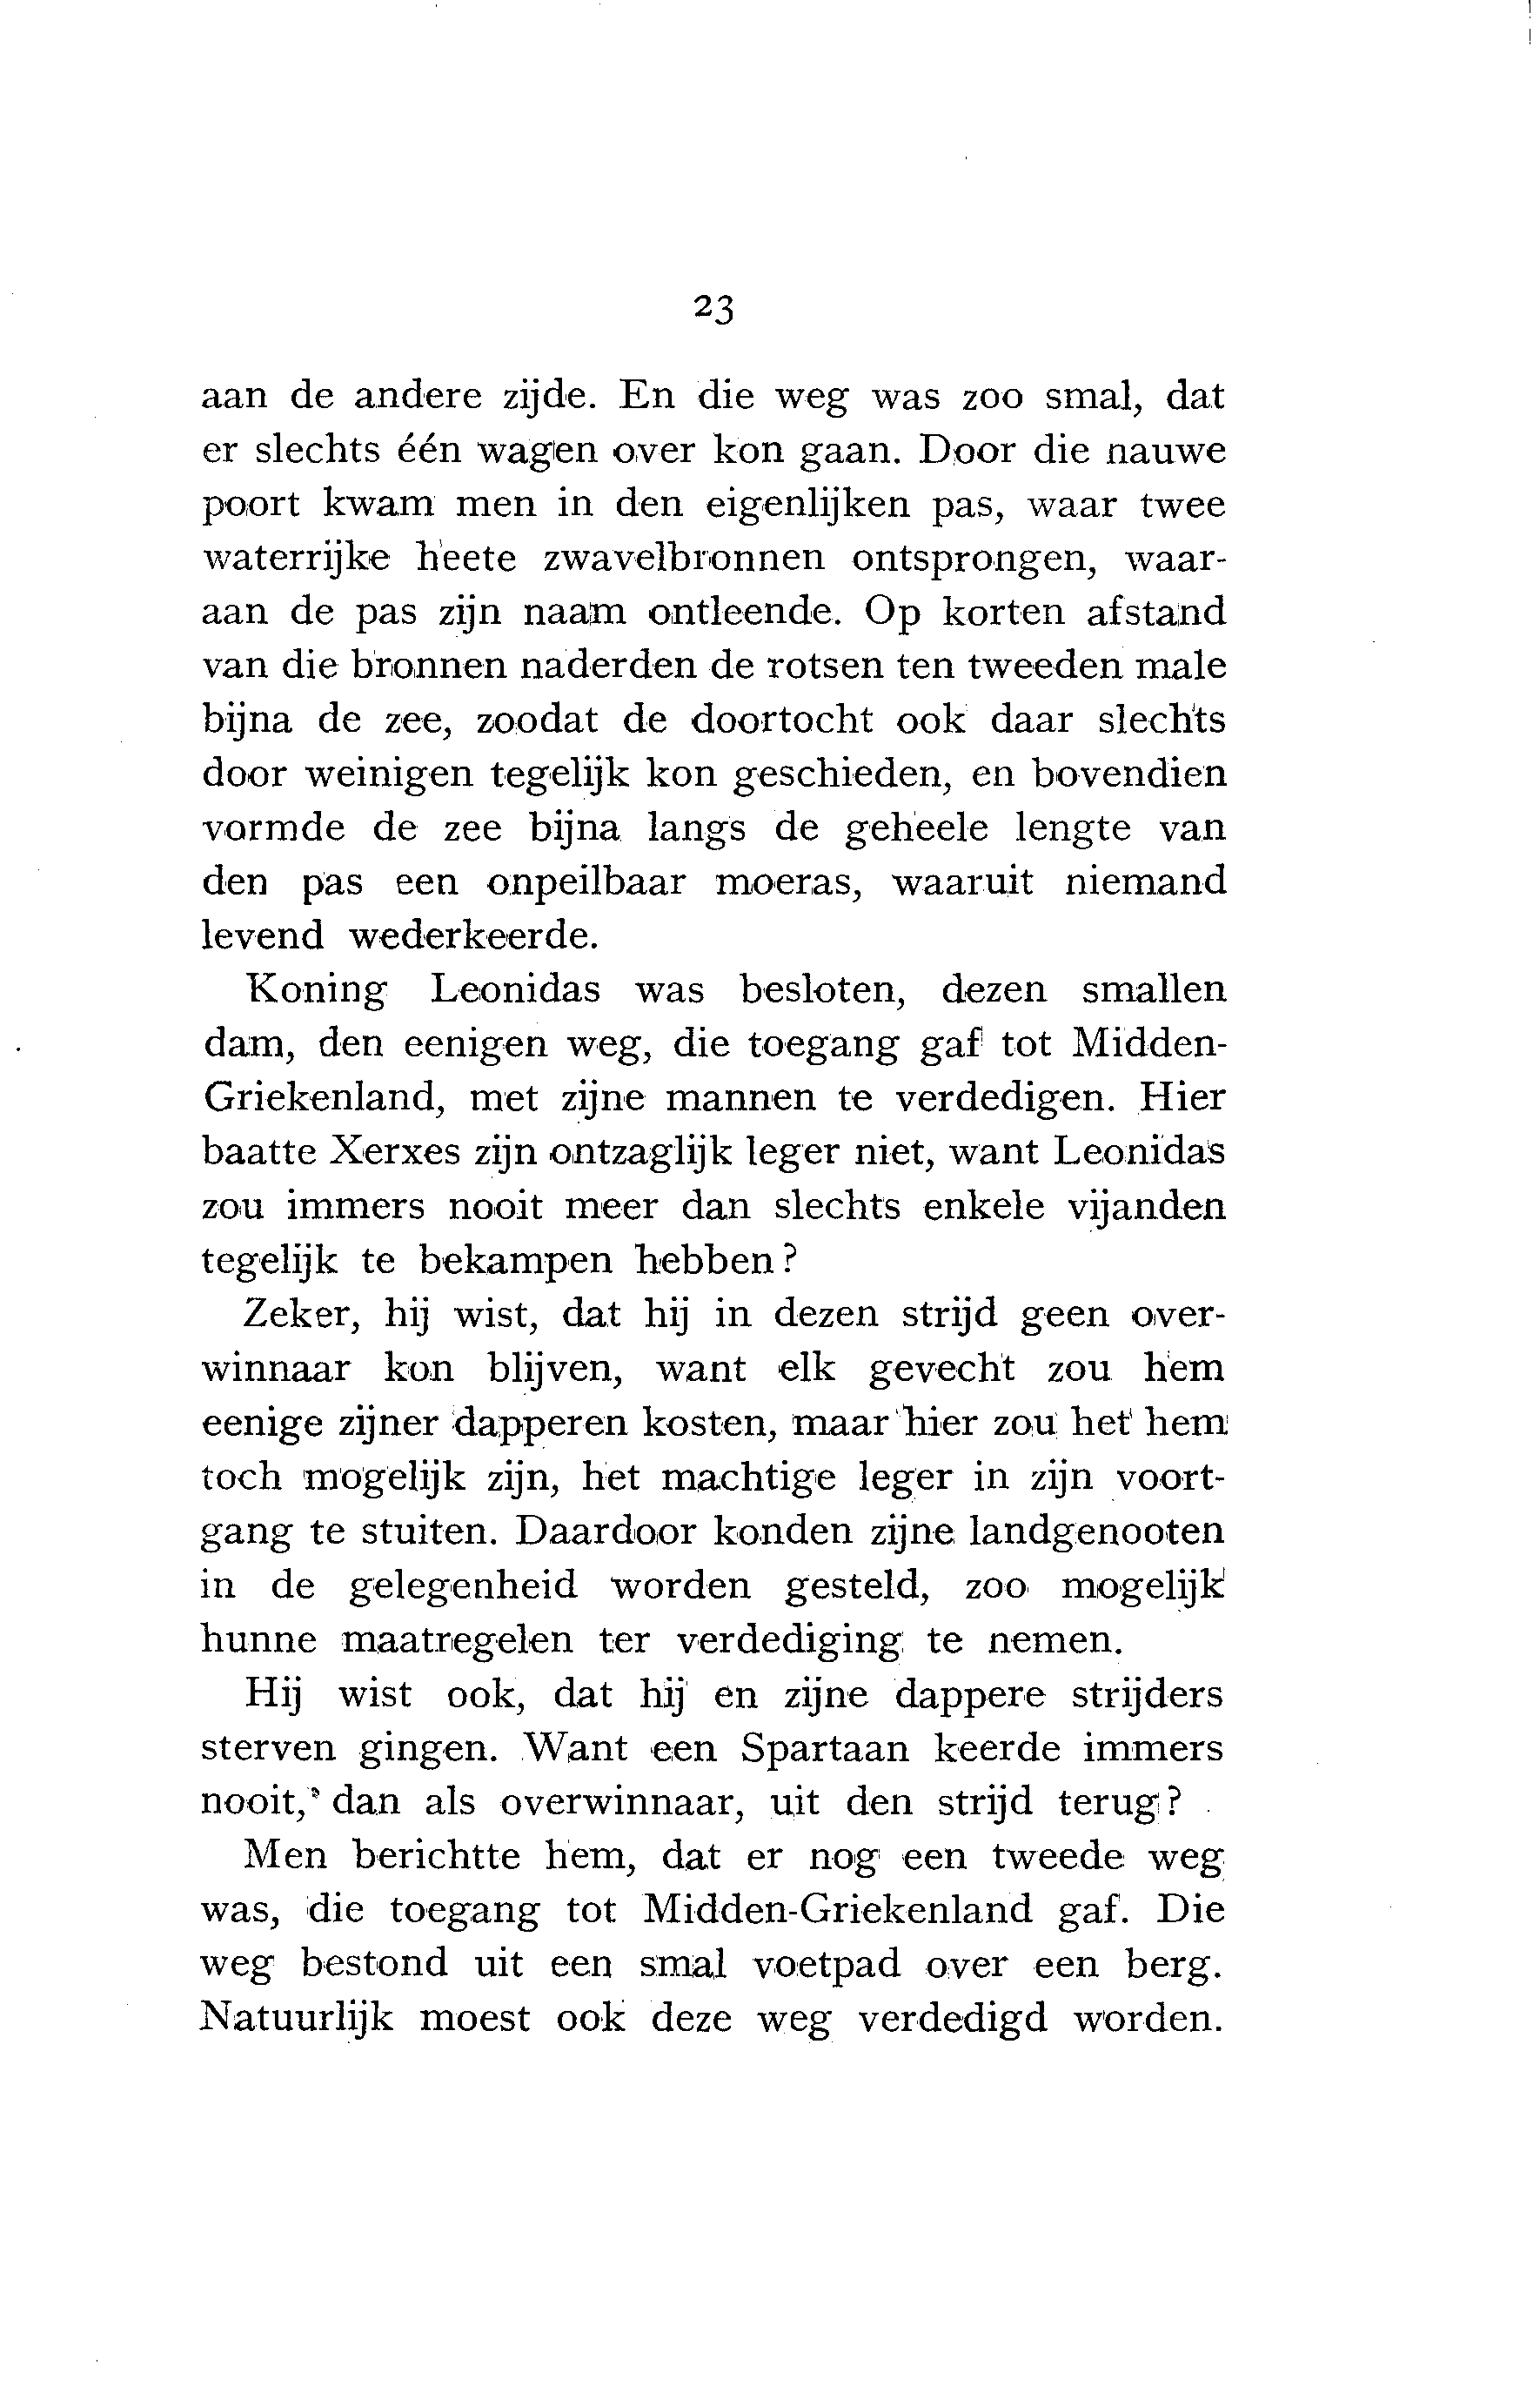 23
aan de andere zijde. En die weg was zoo smal, dat
er slechts één wagen over kon gaan. Door die nauwe
poort kwam men in den eigenlijken pas, waar twee
waterrijke heete zwavelbronnen ontsprongen, waar-
aan de pas zijn naam ontleende. Op korten afstand
van die bronnen naderden de rotsen ten tweeden male
bijna de zee, zoodat de doortocht ook daar slechts
door weinigen tegelijk kon geschieden, en bovendien
vormde de zee bijna langs de geheele lengte van
den pas een onpeilbaar moeras, waaruit niemand
levend wederkeerde.
Koning Leonidas was besloten, dezen smallen
dam, den eenigen weg, die toegang gaf tot Midden-
Griekenland, met zijne mannen te verdedigen. Hier
baatte Xerxes zijn ontzaglijk leger niet, want Leonidas
zou immers nooit meer dan slechts enkele vijanden
tegelijk te bekampen hebben?
Zeker, hij wist, dat hij in dezen strijd geen over-
winnaar kon blijven, want elk gevecht zou hem
eenige zijner dapperen kosten, maar hier zou het hem
toch mogelijk zijn, het machtige leger in zijn voort-
gang te stuiten. Daardoor konden zijne landgenooten
in de gelegenheid worden gesteld, zoo mogelijk
hunne maatregelen ter verdediging te nemen.
Hij wist ook, dat hij en zijne dappere strijders
sterven gingen. Want een Spartaan keerde immers
nooit, dan als overwinnaar, uit den strijd terug?
Men berichtte hem, dat er nog een tweede weg
was, die toegang tot Midden-Griekenland gaf. Die
weg bestond uit een smal voetpad over een berg.
Natuurlijk moest ook deze weg verdedigd worden.